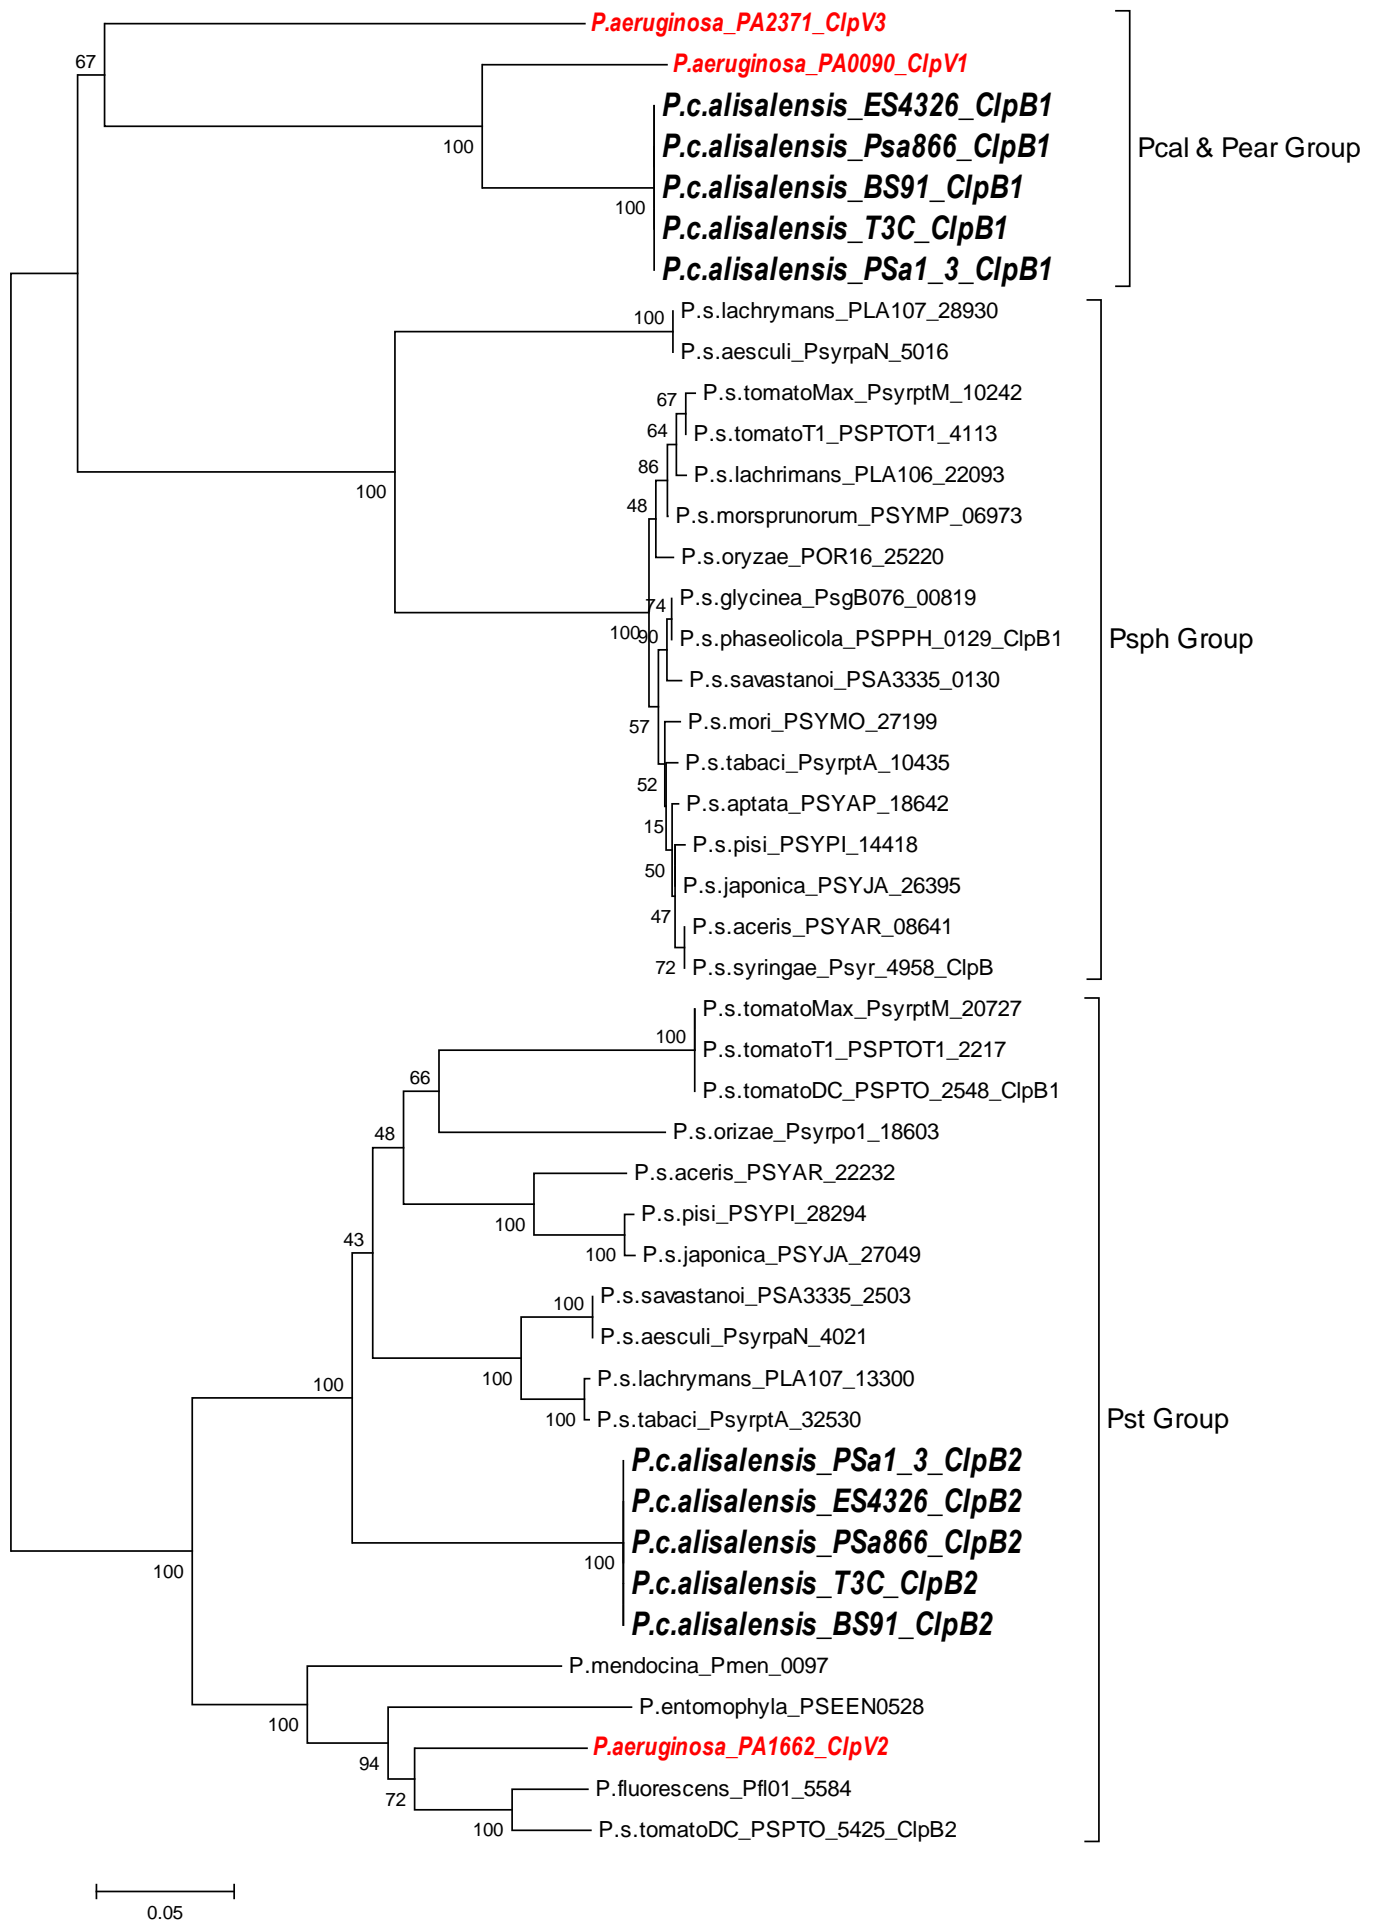 P.aeruginosa_PA2371_ClpV3
67
P.aeruginosa_PA0090_ClpV1
P.c.alisalensis_ES4326_ClpB1
100
P.c.alisalensis_Psa866_ClpB1
Pcal & Pear Group
P.c.alisalensis_BS91_ClpB1
100
P.c.alisalensis_T3C_ClpB1
P.c.alisalensis_PSa1_3_ClpB1
P.s.lachrymans_PLA107_28930
100
P.s.aesculi_PsyrpaN_5016
P.s.tomatoMax_PsyrptM_10242
67
P.s.tomatoT1_PSPTOT1_4113
64
86
P.s.lachrimans_PLA106_22093
100
48
P.s.morsprunorum_PSYMP_06973
P.s.oryzae_POR16_25220
P.s.glycinea_PsgB076_00819
74
100
90
P.s.phaseolicola_PSPPH_0129_ClpB1
Psph Group
P.s.savastanoi_PSA3335_0130
P.s.mori_PSYMO_27199
57
P.s.tabaci_PsyrptA_10435
52
P.s.aptata_PSYAP_18642
15
P.s.pisi_PSYPI_14418
50
P.s.japonica_PSYJA_26395
47
P.s.aceris_PSYAR_08641
72
P.s.syringae_Psyr_4958_ClpB
P.s.tomatoMax_PsyrptM_20727
100
P.s.tomatoT1_PSPTOT1_2217
66
P.s.tomatoDC_PSPTO_2548_ClpB1
48
P.s.orizae_Psyrpo1_18603
P.s.aceris_PSYAR_22232
P.s.pisi_PSYPI_28294
100
43
100
P.s.japonica_PSYJA_27049
P.s.savastanoi_PSA3335_2503
100
P.s.aesculi_PsyrpaN_4021
100
P.s.lachrymans_PLA107_13300
100
100
P.s.tabaci_PsyrptA_32530
Pst Group
P.c.alisalensis_PSa1_3_ClpB2
P.c.alisalensis_ES4326_ClpB2
P.c.alisalensis_PSa866_ClpB2
100
100
P.c.alisalensis_T3C_ClpB2
P.c.alisalensis_BS91_ClpB2
P.mendocina_Pmen_0097
P.entomophyla_PSEEN0528
100
P.aeruginosa_PA1662_ClpV2
94
P.fluorescens_Pfl01_5584
72
100
P.s.tomatoDC_PSPTO_5425_ClpB2
0.05